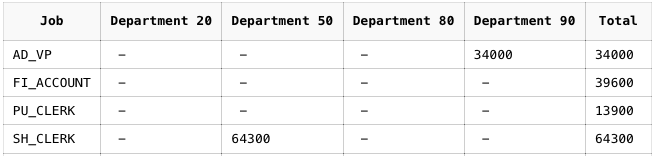 Job Department 20 Department 50 Department 80 Department 90 Total
AD_VP – – – 34000 34000
FI_ACCOUNT – – – – 39600
PU_CLERK – – – – 13900
SH_CLERK – 64300 – – 64300